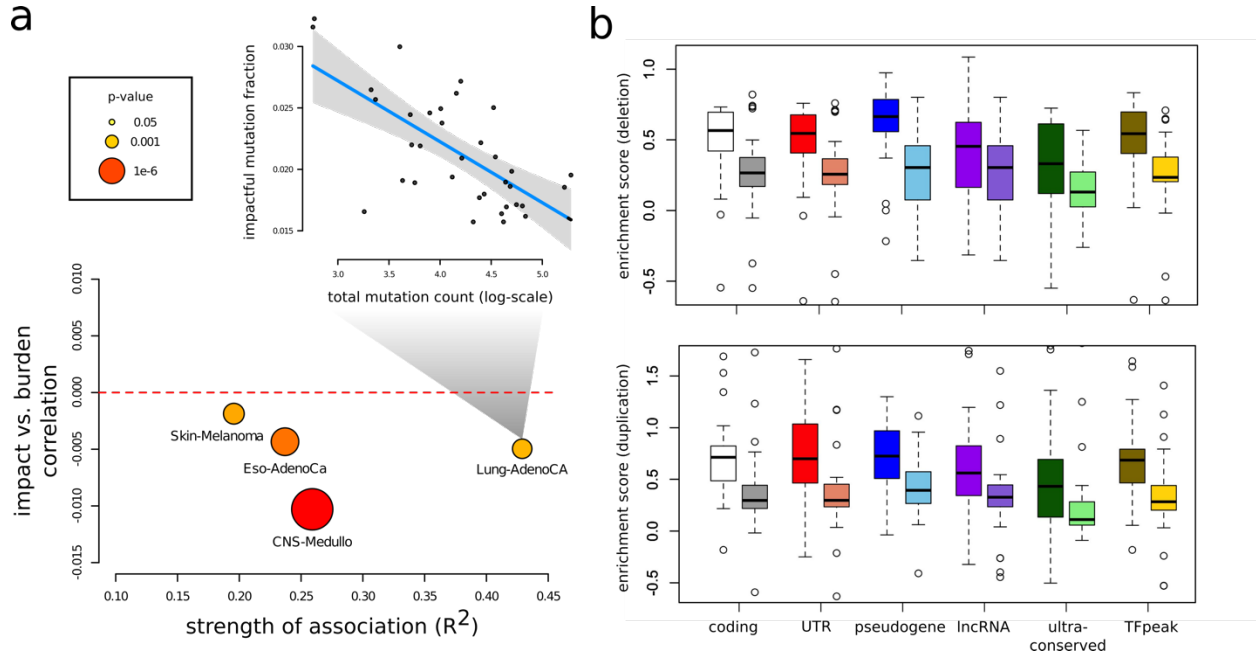 a
p-value
0.05
0.001
1e-6
impactful mutation fraction
0.030
0.025
0.020
0.015
3.0 3.5 4.0 4.5 5.0
total mutation count (log-scale)
impact vs. burden
correlation
0.010
0.005
0.000
-0.005
-0.010
-0.015
Skin-Melanoma
Eso-AdenoCa
CNS-Medullo
Lung-AdenoCA
0.10 0.15 0.20 0.25 0.30 0.35 0.40 0.45
strength of association (R2)
b
enrichment score (deletion)
1.0
0.5
0.0
-0.5
enrichment score (duplication)
1.5
1.0
0.5
0.0
-0.5
coding UTR pseudogene lncRNA ultra-
conserved TFpeak